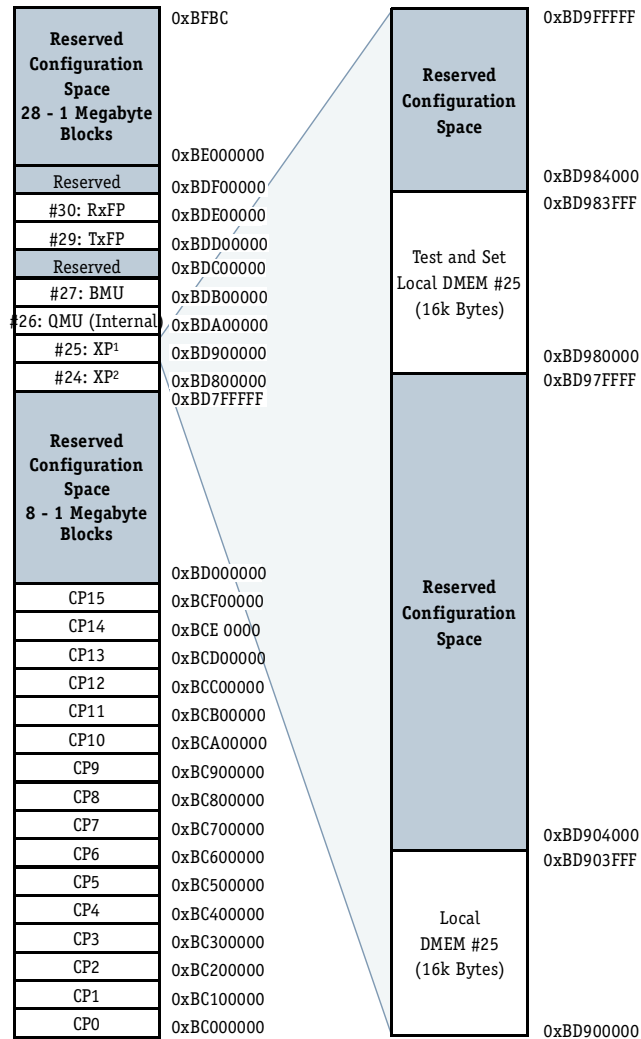 Reserved
Configuration
Space
28 - 1 Megabyte
Blocks
0xBFBC
0xBE000000
Reserved
0xBDF00000
#30: RxFP
0xBDE00000
#29: TxFP
0xBDD00000
Reserved
0xBDC00000
#27: BMU
0xBDB00000
#26: QMU (Internal)
0xBDA00000
#25: XP1
0xBD900000
#24: XP2
0xBD800000
0xBD7FFFFF
Reserved
Configuration
Space
8 - 1 Megabyte
Blocks
0xBD000000
CP15
0xBCF00000
CP14
0xBCE 0000
CP13
0xBCD00000
CP12
0xBCC00000
CP11
0xBCB00000
CP10
0xBCA00000
CP9
0xBC900000
CP8
0xBC800000
CP7
0xBC700000
CP6
0xBC600000
CP5
0xBC500000
CP4
0xBC400000
CP3
0xBC300000
CP2
0xBC200000
CP1
0xBC100000
CP0
0xBC000000
0xBD9FFFFF
Reserved
Configuration
Space
0xBD984000
0xBD983FFF
Test and Set
Local DMEM #25
(16k Bytes)
0xBD980000
0xBD97FFFF
Reserved
Configuration
Space
0xBD904000
0xBD903FFF
Local
DMEM #25
(16k Bytes)
0xBD900000